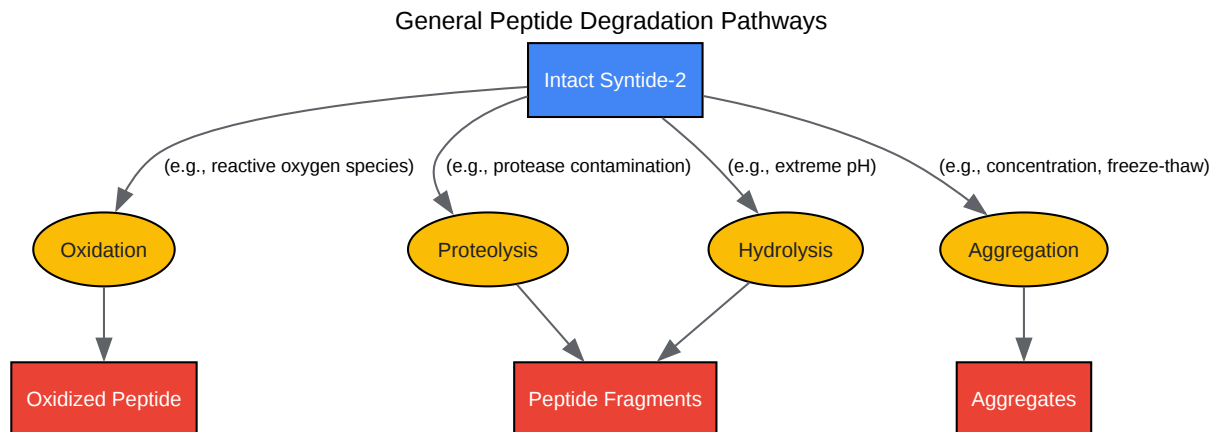 General Peptide Degradation Pathways
Intact Syntide-2
(e.g., reactive oxygen species)
(e.g., protease contamination)
(e.g., extreme pH)
(e.g., concentration, freeze-thaw)
Oxidation
Proteolysis
Hydrolysis
Aggregation
Oxidized Peptide
Peptide Fragments
Aggregates